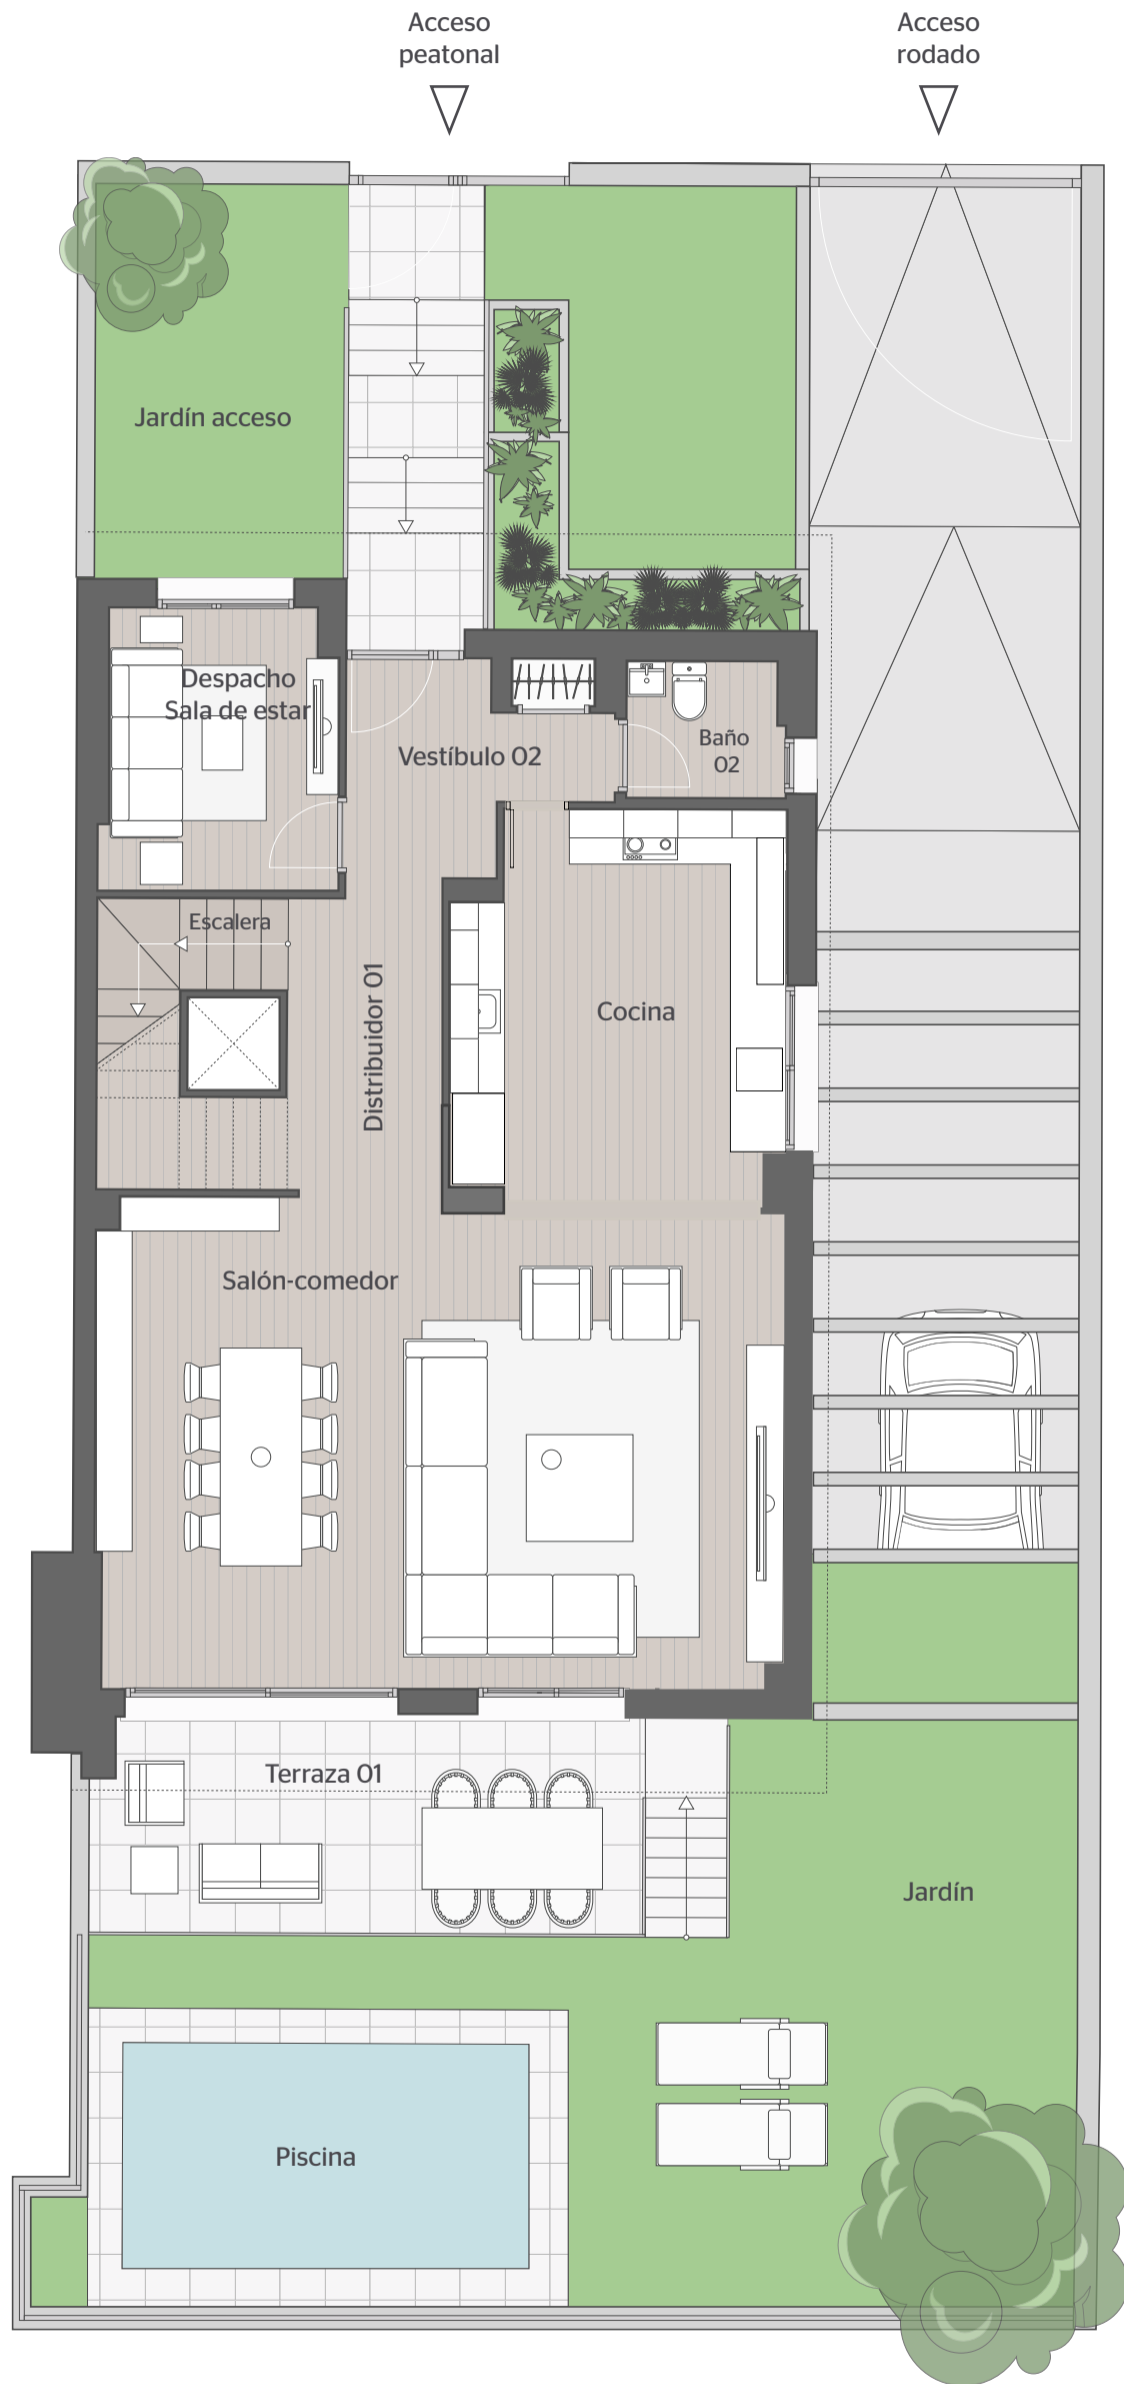 Acceso
peatonal
Acceso
rodado
Jardín acceso
Despacho
Sala de estar
Vestíbulo 02
Baño
02
Escalera
Distribuidor 01
Cocina
Salón-comedor
Terraza 01
Jardín
Piscina